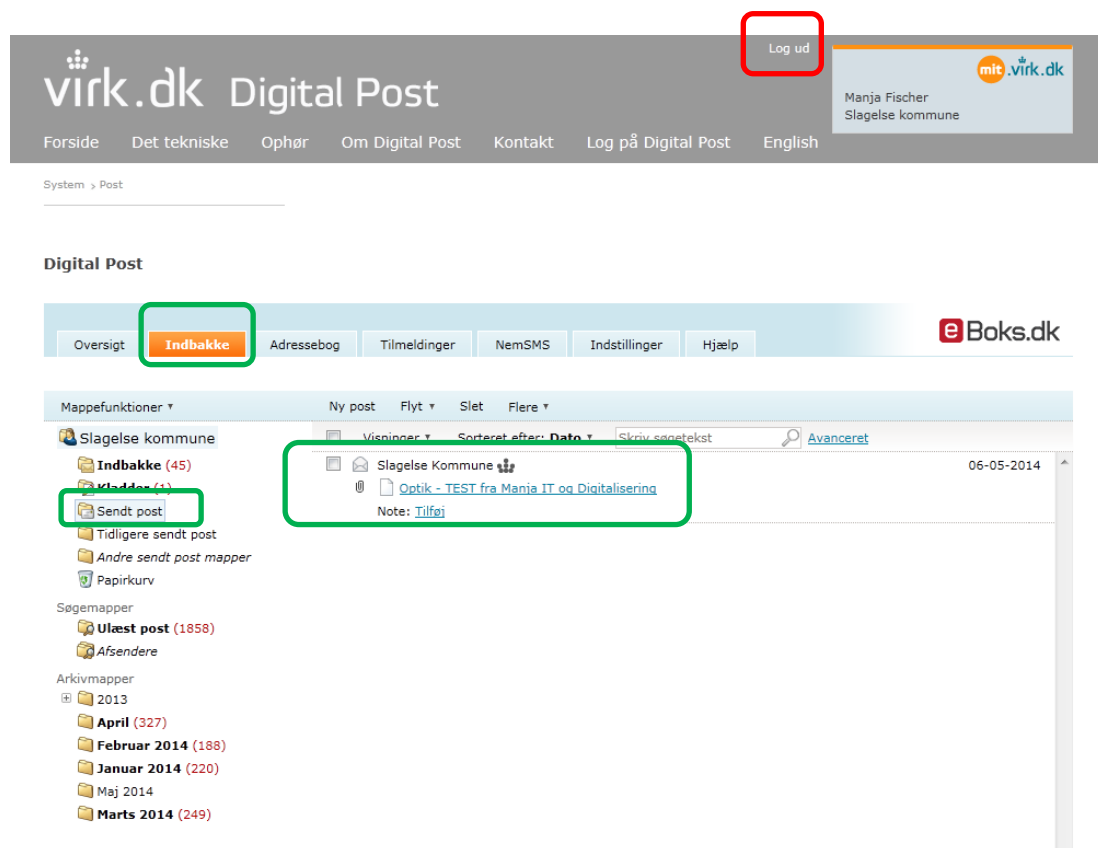 Log ud
mit.virk.dk
virk.dk Digital Post
Manja Fischer
Slagelse kommune
Forside Det tekniske Ophør Om Digital Post Kontakt Log på Digital Post English
System > Post
Digital Post
Oversigt Indbakke Adressebog Tilmeldinger NemSMS Indstillinger Hjælp
e Boks.dk
Mappefunktioner
Ny post Flyt Slet Flere
Slagelse kommune
Visninger Sorteret efter: Dato Skriv søgetekst Avanceret
Indbakke (45)
Kladder (1)
Sendt post
Tidligere sendt post
Andre sendt post mapper
Papirkurv
Søgemapper
Ulæst post (1858)
Afsendere
Arkivmapper
2013
April (327)
Februar 2014 (188)
Januar 2014 (220)
Maj 2014
Marts 2014 (249)
Slagelse Kommune 06-05-2014
Optik - TEST fra Manja IT og Digitalisering
Note: Tilføj